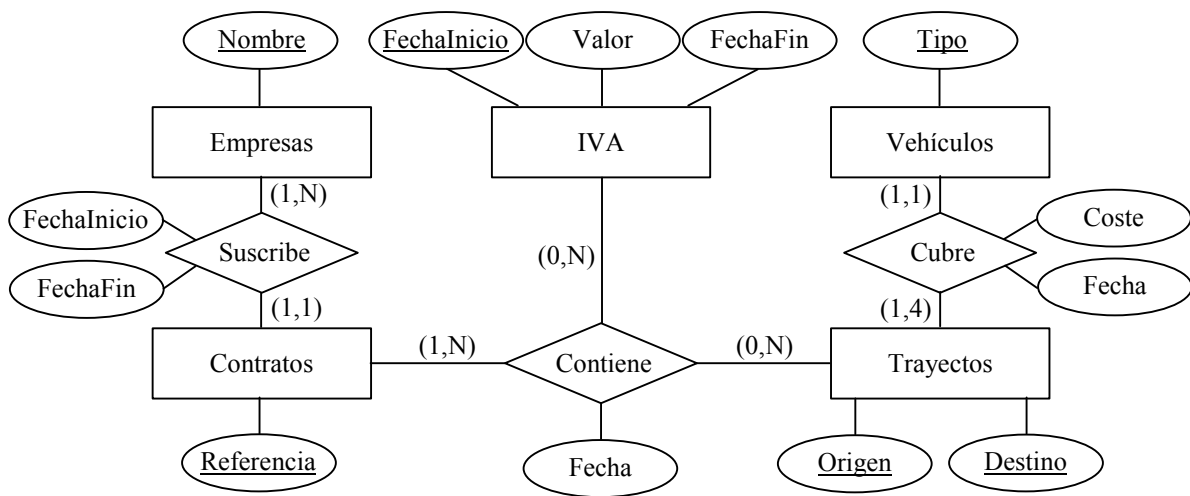 Nombre
FechaInicio
Valor
FechaFin
Tipo
Empresas
IVA
Vehículos
(1,N)
(1,1)
FechaInicio
Coste
Suscribe
(0,N)
Cubre
FechaFin
Fecha
(1,1)
(1,4)
Contratos
(1,N)
Contiene
(0,N)
Trayectos
Referencia
Fecha
Origen
Destino